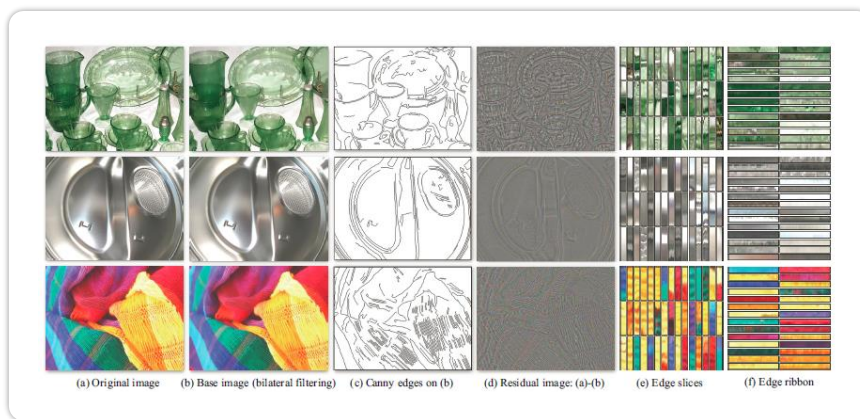 (a) Original image (b) Base image (bilateral filtering) (c) Canny edges on (b) (d) Residual image: (a)-(b) (e) Edge slices (f) Edge ribbon